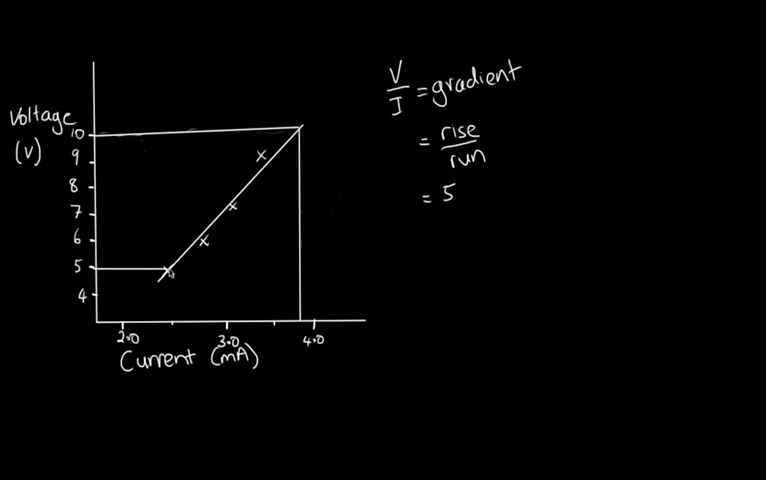 Voltage
(V)
10
9
8
7
6
5
4
2.0
3.0
4.0
Current (mA)
V
I
= gradient
= rise
run
= 5